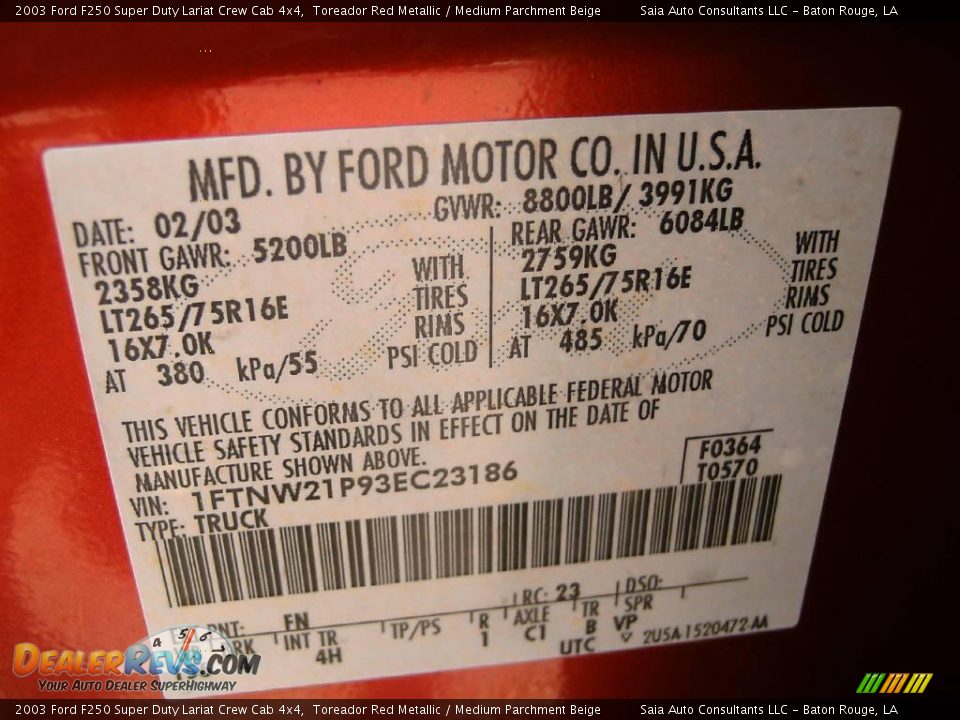 2003 Ford F250 Super Duty Lariat Crew Cab 4x4, Toreador Red Metallic / Medium Parchment Beige Saia Auto Consultants LLC - Baton Rouge, LA
...
MFD. BY FORD MOTOR CO. IN U.S.A.
DATE: 02/03 GVWR: 8800LB/ 3991KG
FRONT GAWR: 5200LB REAR GAWR: 6084LB
2358KG WITH 2759KG WITH
LT265/75R16E TIRES LT265/75R16E TIRES
16X7.0K RIMS 16X7.0K RIMS
AT 380 kPa/55 PSI COLD AT 485 kPa/70 PSI COLD
THIS VEHICLE CONFORMS TO ALL APPLICABLE FEDERAL MOTOR
VEHICLE SAFETY STANDARDS IN EFFECT ON THE DATE OF
MANUFACTURE SHOWN ABOVE.
F0364
T0570
VIN: 1FTNW21P93EC23186
TYPE: TRUCK
PNT: FN RC: 23 DSO:
RK INT TR TP/PS R AXLE TR SPR
4H 1 C1 B VP
UTC 2U5A-1520472-AA
4 5 6
DEALERREVS.COM
YOUR AUTO DEALER SUPERHIGHWAY
2003 Ford F250 Super Duty Lariat Crew Cab 4x4, Toreador Red Metallic / Medium Parchment Beige Saia Auto Consultants LLC - Baton Rouge, LA